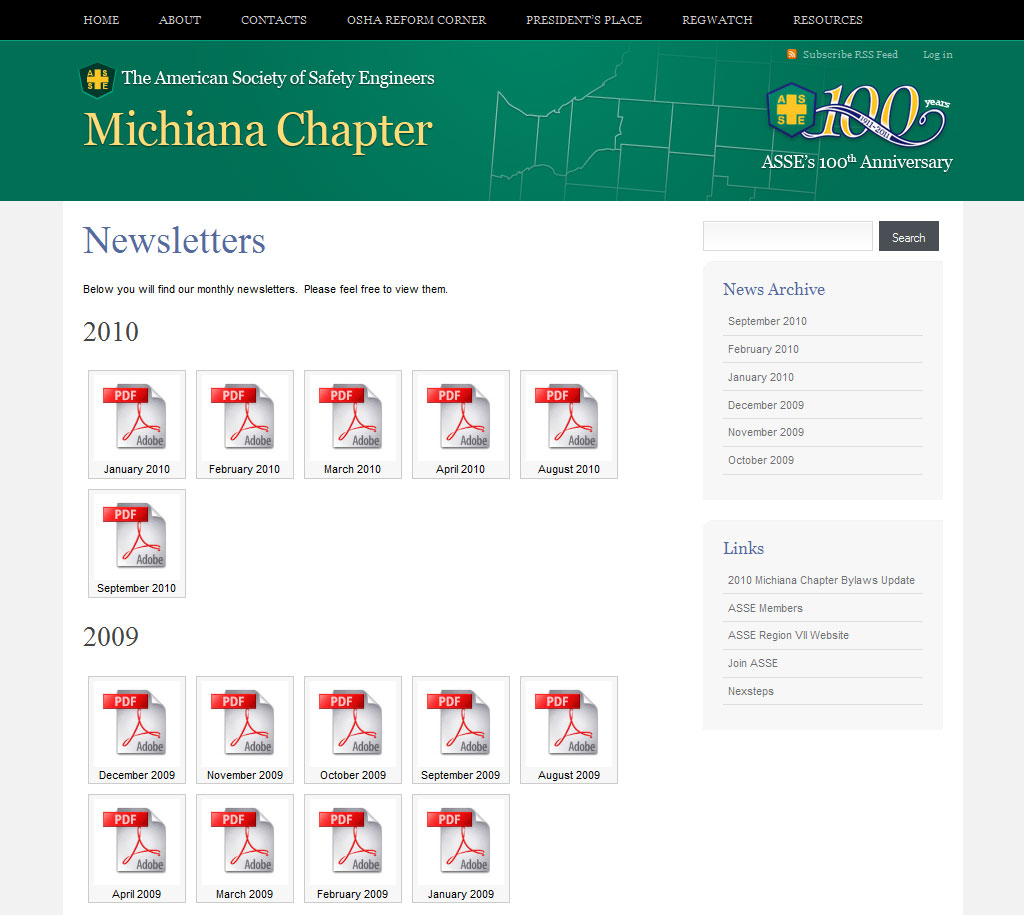 HOME ABOUT CONTACTS OSHA REFORM CORNER PRESIDENT'S PLACE REGWATCH RESOURCES
Subscribe RSS Feed Log in
A S
S E
The American Society of Safety Engineers
Michiana Chapter
A S
S E
100 years
1911-2011
ASSE's 100th Anniversary
Newsletters
Below you will find our monthly newsletters. Please feel free to view them.
2010
PDF PDF PDF PDF PDF
Adobe Adobe Adobe Adobe Adobe
January 2010 February 2010 March 2010 April 2010 August 2010
PDF
Adobe
September 2010
2009
PDF PDF PDF PDF PDF
Adobe Adobe Adobe Adobe Adobe
December 2009 November 2009 October 2009 September 2009 August 2009
PDF PDF PDF PDF
Adobe Adobe Adobe Adobe
April 2009 March 2009 February 2009 January 2009
Search
News Archive
September 2010
February 2010
January 2010
December 2009
November 2009
October 2009
Links
2010 Michiana Chapter Bylaws Update
ASSE Members
ASSE Region VII Website
Join ASSE
Nexsteps